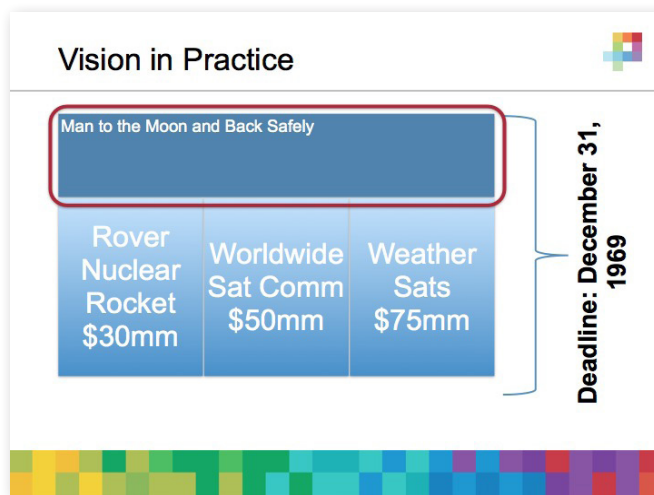 Vision in Practice
Man to the Moon and Back Safely
Rover
Nuclear
Rocket
$30mm
Worldwide
Sat Comm
$50mm
Weather
Sats
$75mm
Deadline: December 31,
1969